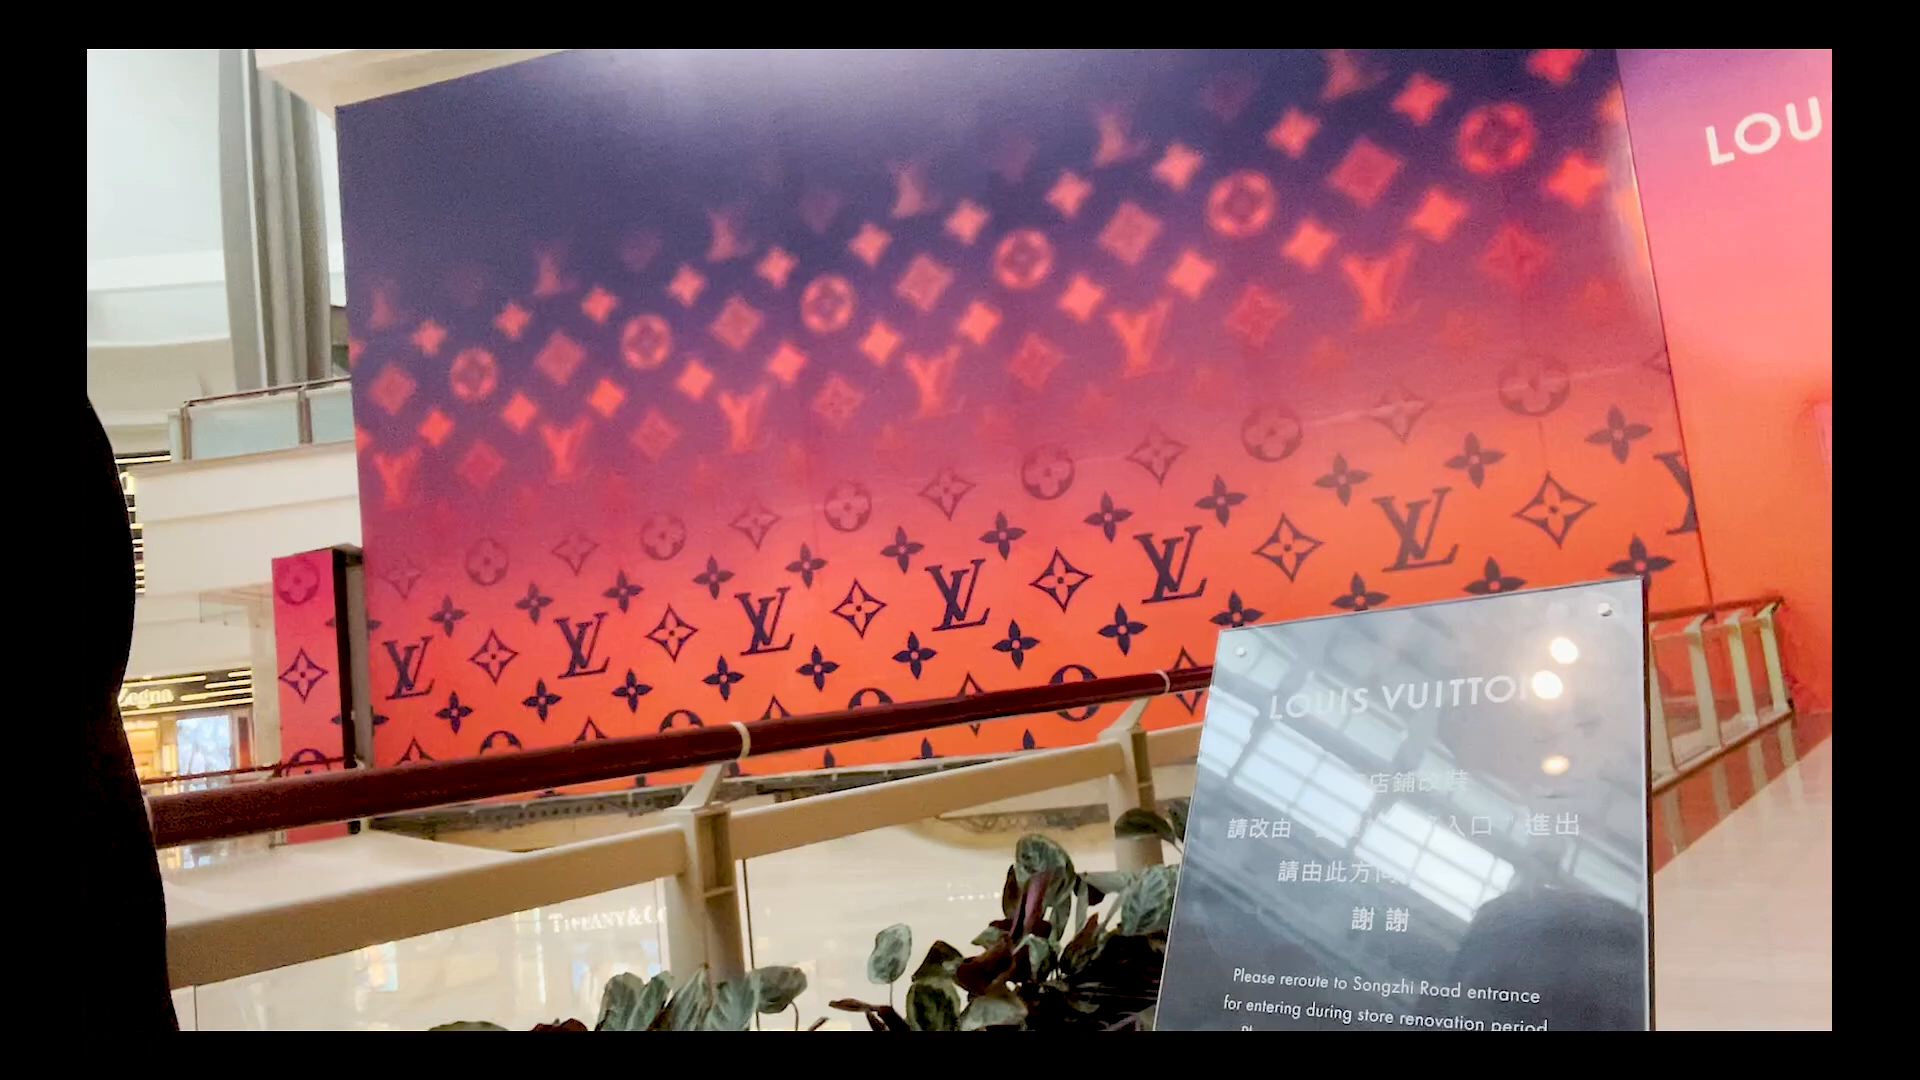 LOU
Zegna
TIFFANY&CO
LOUIS VUITTON
店鋪改裝
請改由 入口 進出
請由此方向
謝謝
Please reroute to Songzhi Road entrance
for entering during store renovation period